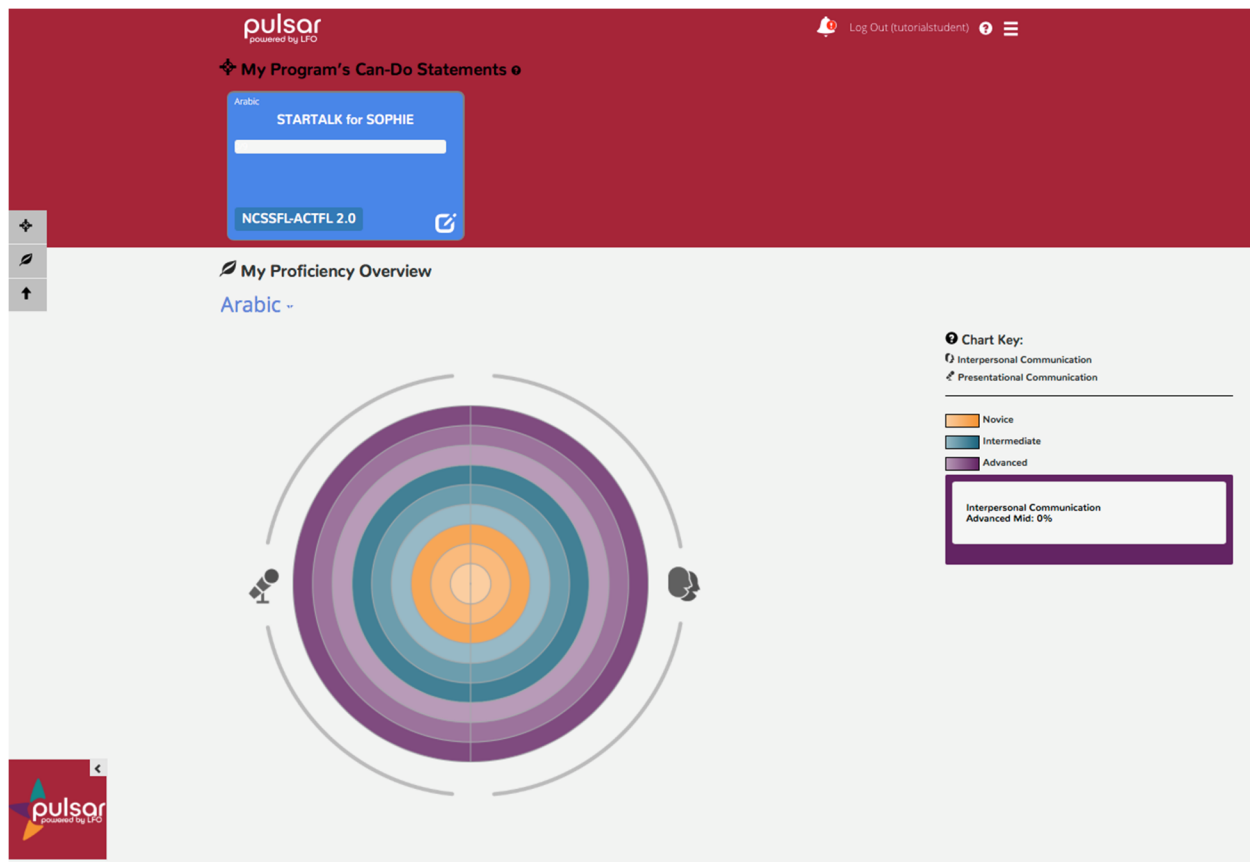 pulsar
powered by LFO
Log Out (tutorialstudent)
My Program's Can-Do Statements
Arabic
STARTALK for SOPHIE
NCSSFL-ACTFL 2.0
My Proficiency Overview
Arabic
Chart Key:
Interpersonal Communication
Presentational Communication
Novice
Intermediate
Advanced
Interpersonal Communication
Advanced Mid: 0%
pulsar
powered by LFO